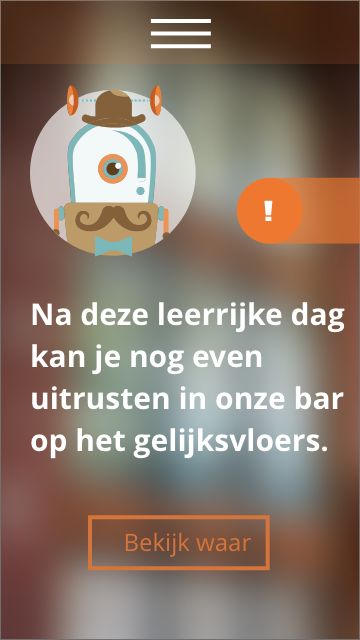 !
Na deze leerrijke dag
kan je nog even
uitrusten in onze bar
op het gelijksvloers.
Bekijk waar